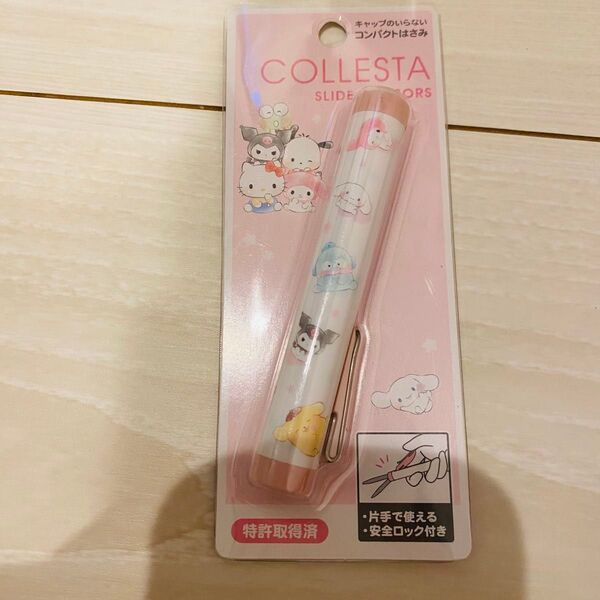 キャップのいらない
コンパクトはさみ
COLLESTA
SLIDE
特許取得済
・片手で使える
・安全ロック付き